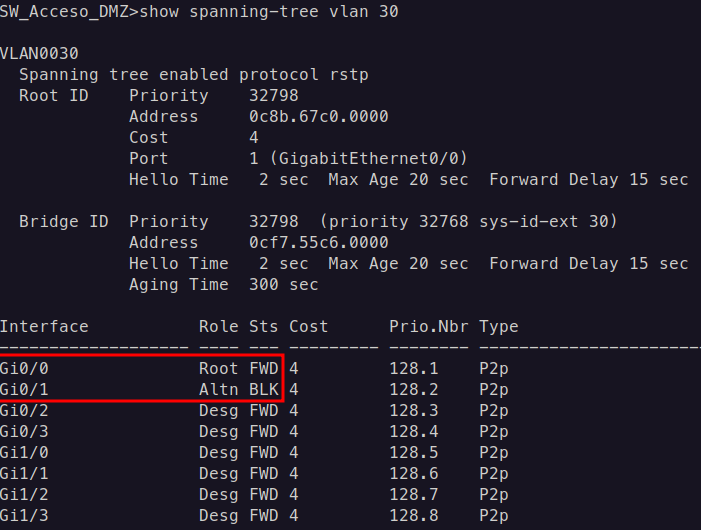 SW_Acceso_DMZ>show spanning-tree vlan 30
VLAN0030
  Spanning tree enabled protocol rstp
  Root ID    Priority    32798
             Address     0c8b.67c0.0000
             Cost        4
             Port        1 (GigabitEthernet0/0)
             Hello Time   2 sec  Max Age 20 sec  Forward Delay 15 sec
  Bridge ID  Priority    32798  (priority 32768 sys-id-ext 30)
             Address     0cf7.55c6.0000
             Hello Time   2 sec  Max Age 20 sec  Forward Delay 15 sec
             Aging Time  300 sec
Interface           Role Sts Cost      Prio.Nbr Type
------------------- ---- --- --------- -------- ----------------------
Gi0/0               Root FWD 4         128.1    P2p
Gi0/1               Altn BLK 4         128.2    P2p
Gi0/2               Desg FWD 4         128.3    P2p
Gi0/3               Desg FWD 4         128.4    P2p
Gi1/0               Desg FWD 4         128.5    P2p
Gi1/1               Desg FWD 4         128.6    P2p
Gi1/2               Desg FWD 4         128.7    P2p
Gi1/3               Desg FWD 4         128.8    P2p